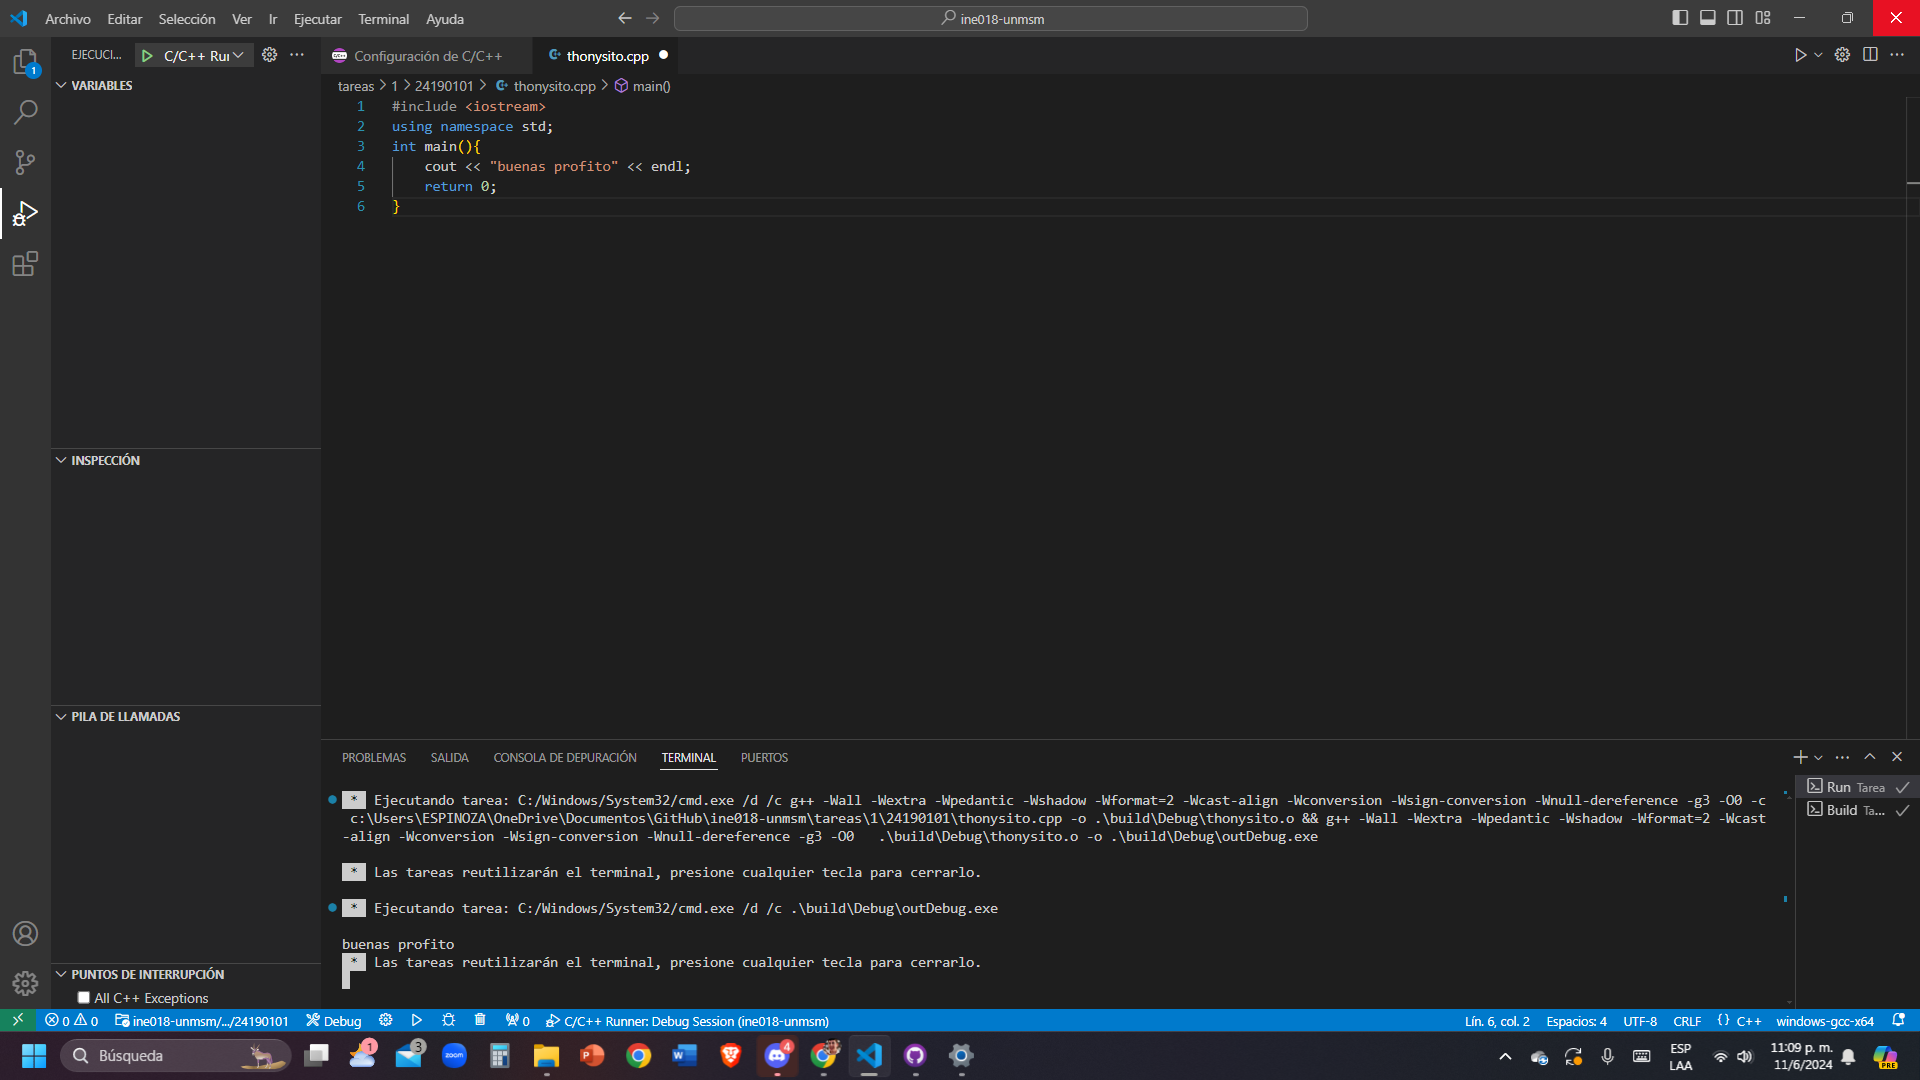 Archivo Editar Selección Ver Ir Ejecutar Terminal Ayuda
ine018-unmsm
EJECUCI... C/C++ Rui
Configuración de C/C++
thonysito.cpp
1
VARIABLES
tareas > 1 > 24190101 > thonysito.cpp > main()
1 #include <iostream>
2 using namespace std;
3 int main(){
4 cout << "buenas profito" << endl;
5 return 0;
6 }
INSPECCIÓN
PILA DE LLAMADAS
PUNTOS DE INTERRUPCIÓN
All C++ Exceptions
PROBLEMAS SALIDA CONSOLA DE DEPURACIÓN TERMINAL PUERTOS
* Ejecutando tarea: C:/Windows/System32/cmd.exe /d /c g++ -Wall -Wextra -Wpedantic -Wshadow -Wformat=2 -Wcast-align -Wconversion -Wsign-conversion -Wnull-dereference -g3 -O0 -c
c:\Users\ESPINOZA\OneDrive\Documentos\GitHub\ine018-unmsm\tareas\1\24190101\thonysito.cpp -o .\build\Debug\thonysito.o && g++ -Wall -Wextra -Wpedantic -Wshadow -Wformat=2 -Wcast
-align -Wconversion -Wsign-conversion -Wnull-dereference -g3 -O0 .\build\Debug\thonysito.o -o .\build\Debug\outDebug.exe
* Las tareas reutilizarán el terminal, presione cualquier tecla para cerrarlo.
* Ejecutando tarea: C:/Windows/System32/cmd.exe /d /c .\build\Debug\outDebug.exe
buenas profito
* Las tareas reutilizarán el terminal, presione cualquier tecla para cerrarlo.
Run Tarea
Build Ta...
0 0 ine018-unmsm/.../24190101 Debug 0 C/C++ Runner: Debug Session (ine018-unmsm)
Lín. 6, col. 2 Espacios: 4 UTF-8 CRLF {} C++ windows-gcc-x64
Búsqueda
1
3
zoom
P
W
4
ESP
LAA
11:09 p. m.
11/6/2024
PRE